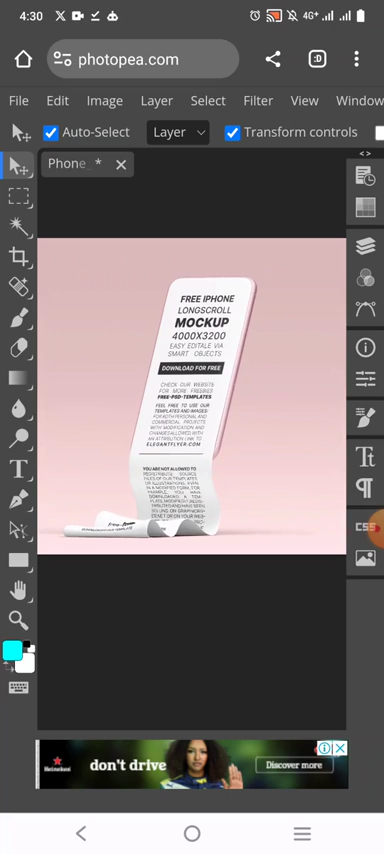 4:30
4G+
photopea.com
:D
File Edit Image Layer Select Filter View Window
Auto-Select Layer Transform controls
Phone_ *
FREE IPHONE
LONGSCROLL
MOCKUP
4000X3200
EASY EDITALE VIA
SMART OBJECTS
DOWNLOAD FOR FREE
CHECK OUR WEBSITE
FOR MORE FREEBIES
FREE-PSD-TEMPLATES
FEEL FREE TO USE OUR
TEMPLATES AND IMAGES
FOR BOTH PERSONAL AND
COMMERCIAL PROJECTS
WITH MODIFICATION AND
CHANGES ALLOWED WITH
AN ATTRIBUTION LINK TO
ELEGANTFLYER.COM
YOU ARE NOT ALLOWED TO
CSS
Heineken
don't drive
Discover more